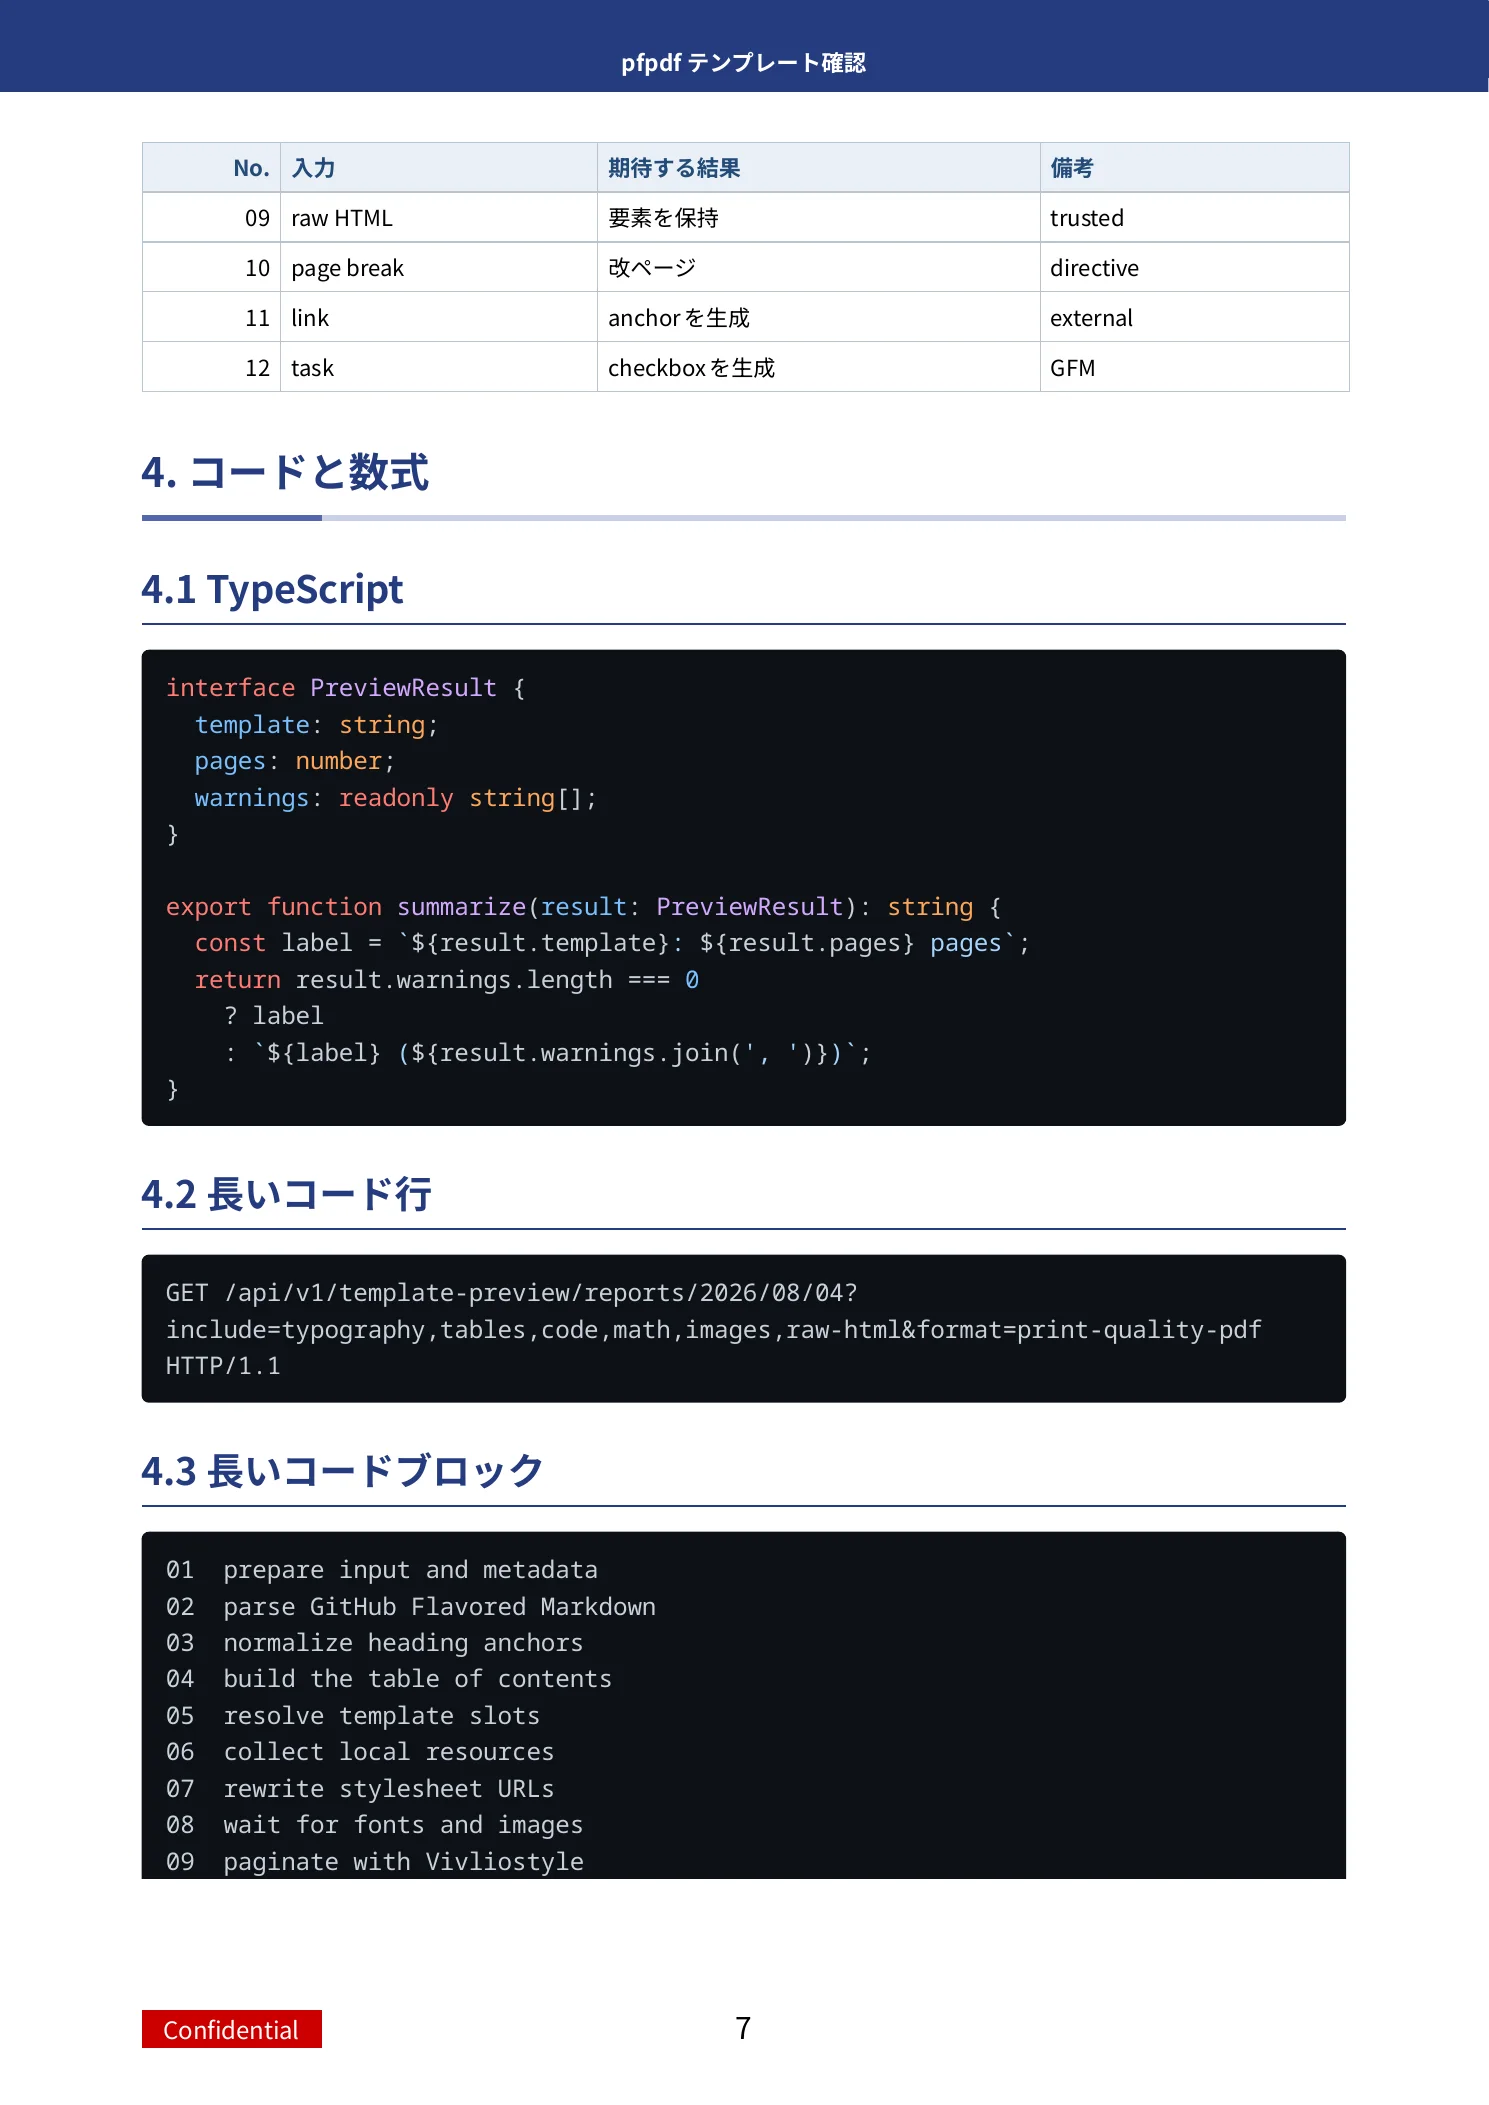 pfpdf テンプレート確認
No. 入力 期待する結果 備考
09 raw HTML 要素を保持 trusted
10 page break 改ページ directive
11 link anchorを生成 external
12 task checkboxを生成 GFM
4. コードと数式
4.1 TypeScript
interface PreviewResult {
  template: string;
  pages: number;
  warnings: readonly string[];
}
export function summarize(result: PreviewResult): string {
  const label = `${result.template}: ${result.pages} pages`;
  return result.warnings.length === 0
    ? label
    : `${label} (${result.warnings.join(', ')})`;
}
4.2 長いコード行
GET /api/v1/template-preview/reports/2026/08/04?
include=typography,tables,code,math,images,raw-html&format=print-quality-pdf
HTTP/1.1
4.3 長いコードブロック
01  prepare input and metadata
02  parse GitHub Flavored Markdown
03  normalize heading anchors
04  build the table of contents
05  resolve template slots
06  collect local resources
07  rewrite stylesheet URLs
08  wait for fonts and images
09  paginate with Vivliostyle
Confidential
7